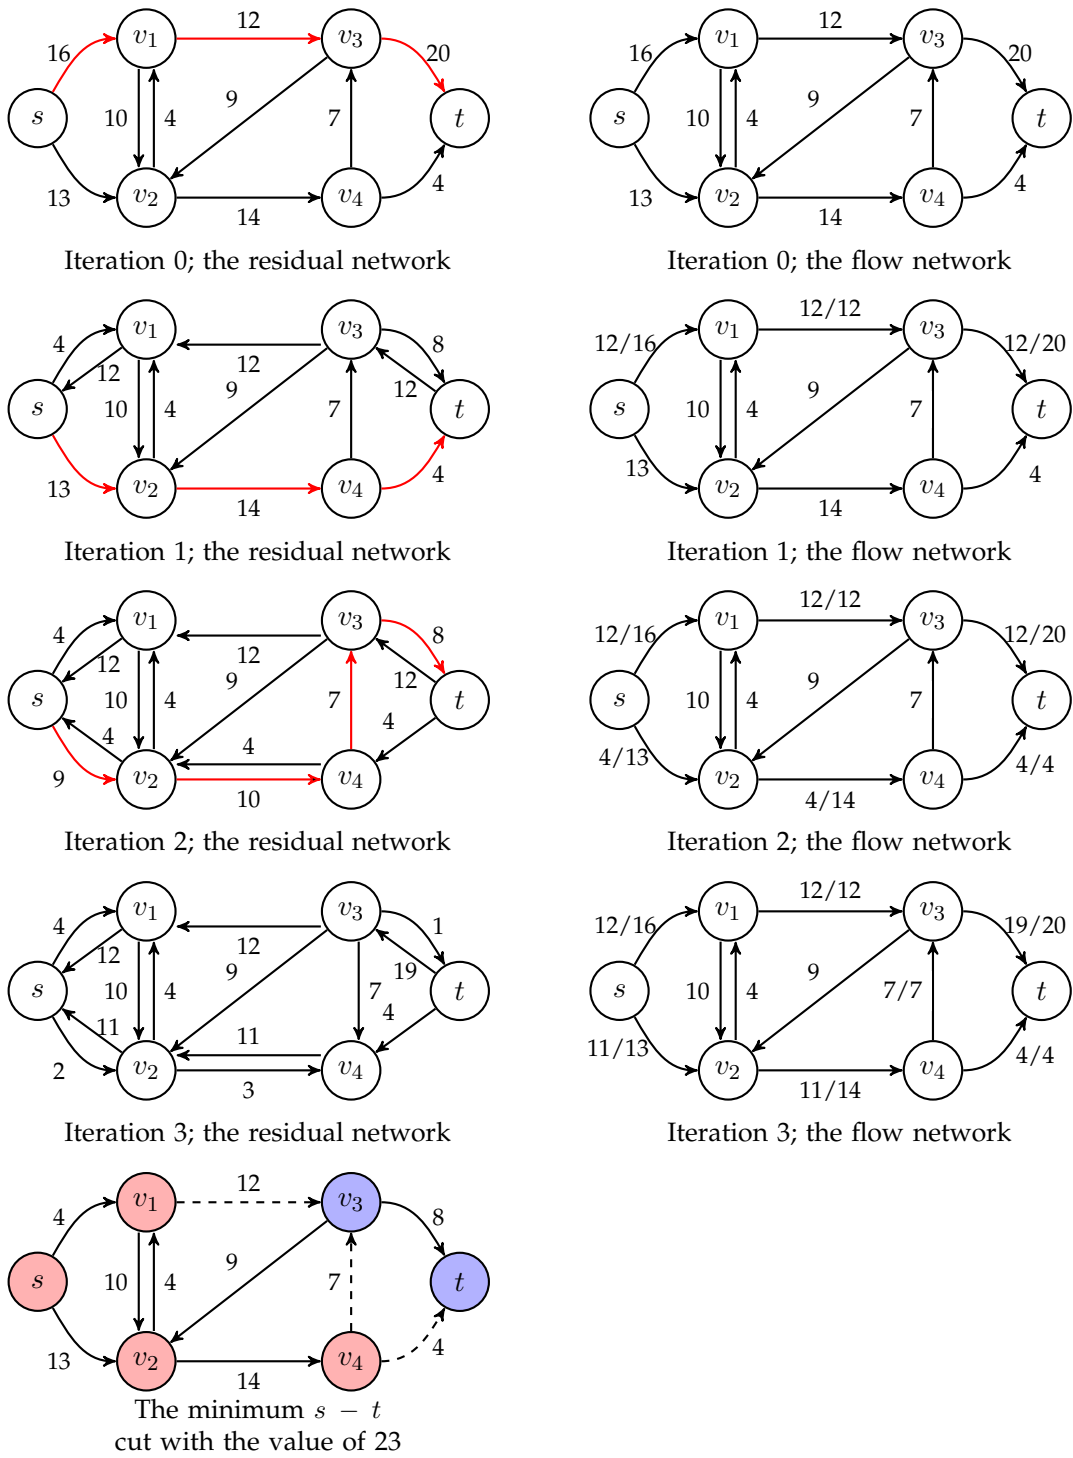 12 12
16 v1 v3 20 16 v1 v3 20
s 10 4 9 7 t s 10 4 9 7 t
13 v2 v4 4 13 v2 v4 4
14 14
Iteration 0; the residual network Iteration 0; the flow network
12/12
4 v1 v3 8 12/16 v1 v3 12/20
12 12 12
s 10 4 9 7 t s 10 4 9 7 t
13 v2 v4 4 13 v2 v4 4
14 14
Iteration 1; the residual network Iteration 1; the flow network
12/12
4 v1 v3 8 12/16 v1 v3 12/20
12 12 12
s 10 4 9 7 t s 10 4 9 7 t
4 4 4
9 v2 v4 4/13 v2 v4 4/4
10 4/14
Iteration 2; the residual network Iteration 2; the flow network
12/12
4 v1 v3 1 12/16 v1 v3 19/20
12 12 19
s 10 4 9 7 t s 10 4 9 7/7 t
11 11 4
2 v2 v4 11/13 v2 v4 4/4
3 11/14
Iteration 3; the residual network Iteration 3; the flow network
12
4 v1 v3 8
s 10 4 9 7 t
13 v2 v4 4
14
The minimum s − t
cut with the value of 23